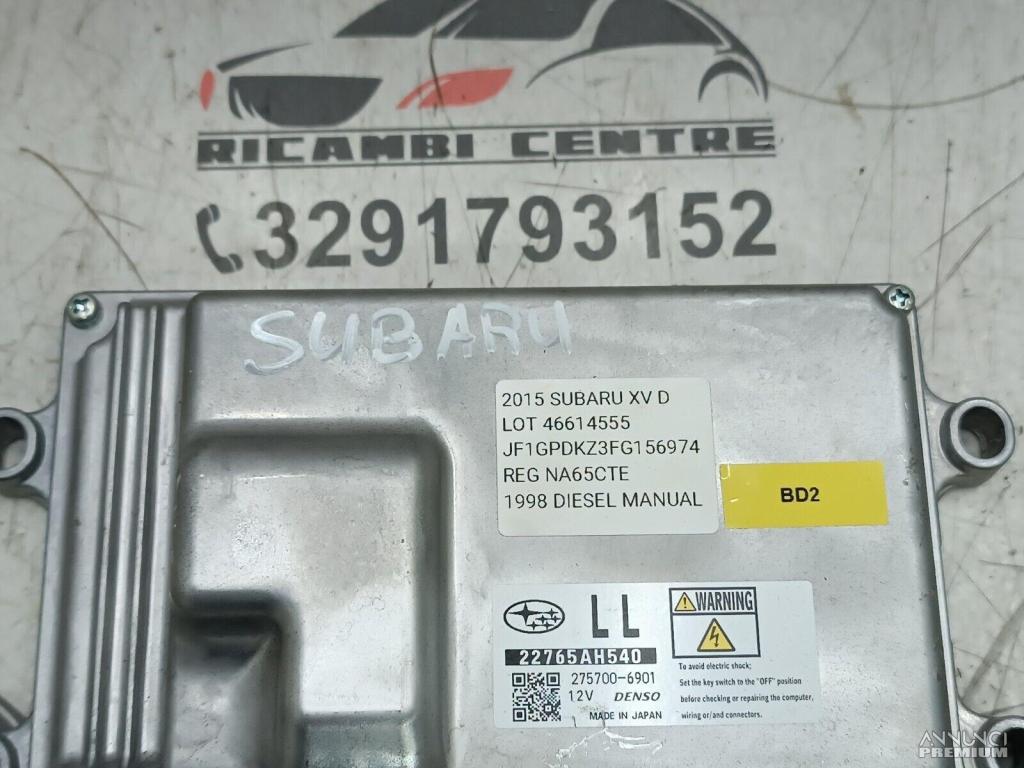 RICAMBI CENTRE
3291793152
SUBARU
2015 SUBARU XV D
LOT 46614555
JF1GPDKZ3FG156974
REG NA65CTE
1998 DIESEL MANUAL
BD2
LL
22765AH540
275700-6901
12V DENSO
MADE IN JAPAN
WARNING
To avoid electric shock;
Set the key switch to the "OFF" position
before checking or repairing the computer,
wiring or/and connectors.
ANNUNCI
PREMIUM